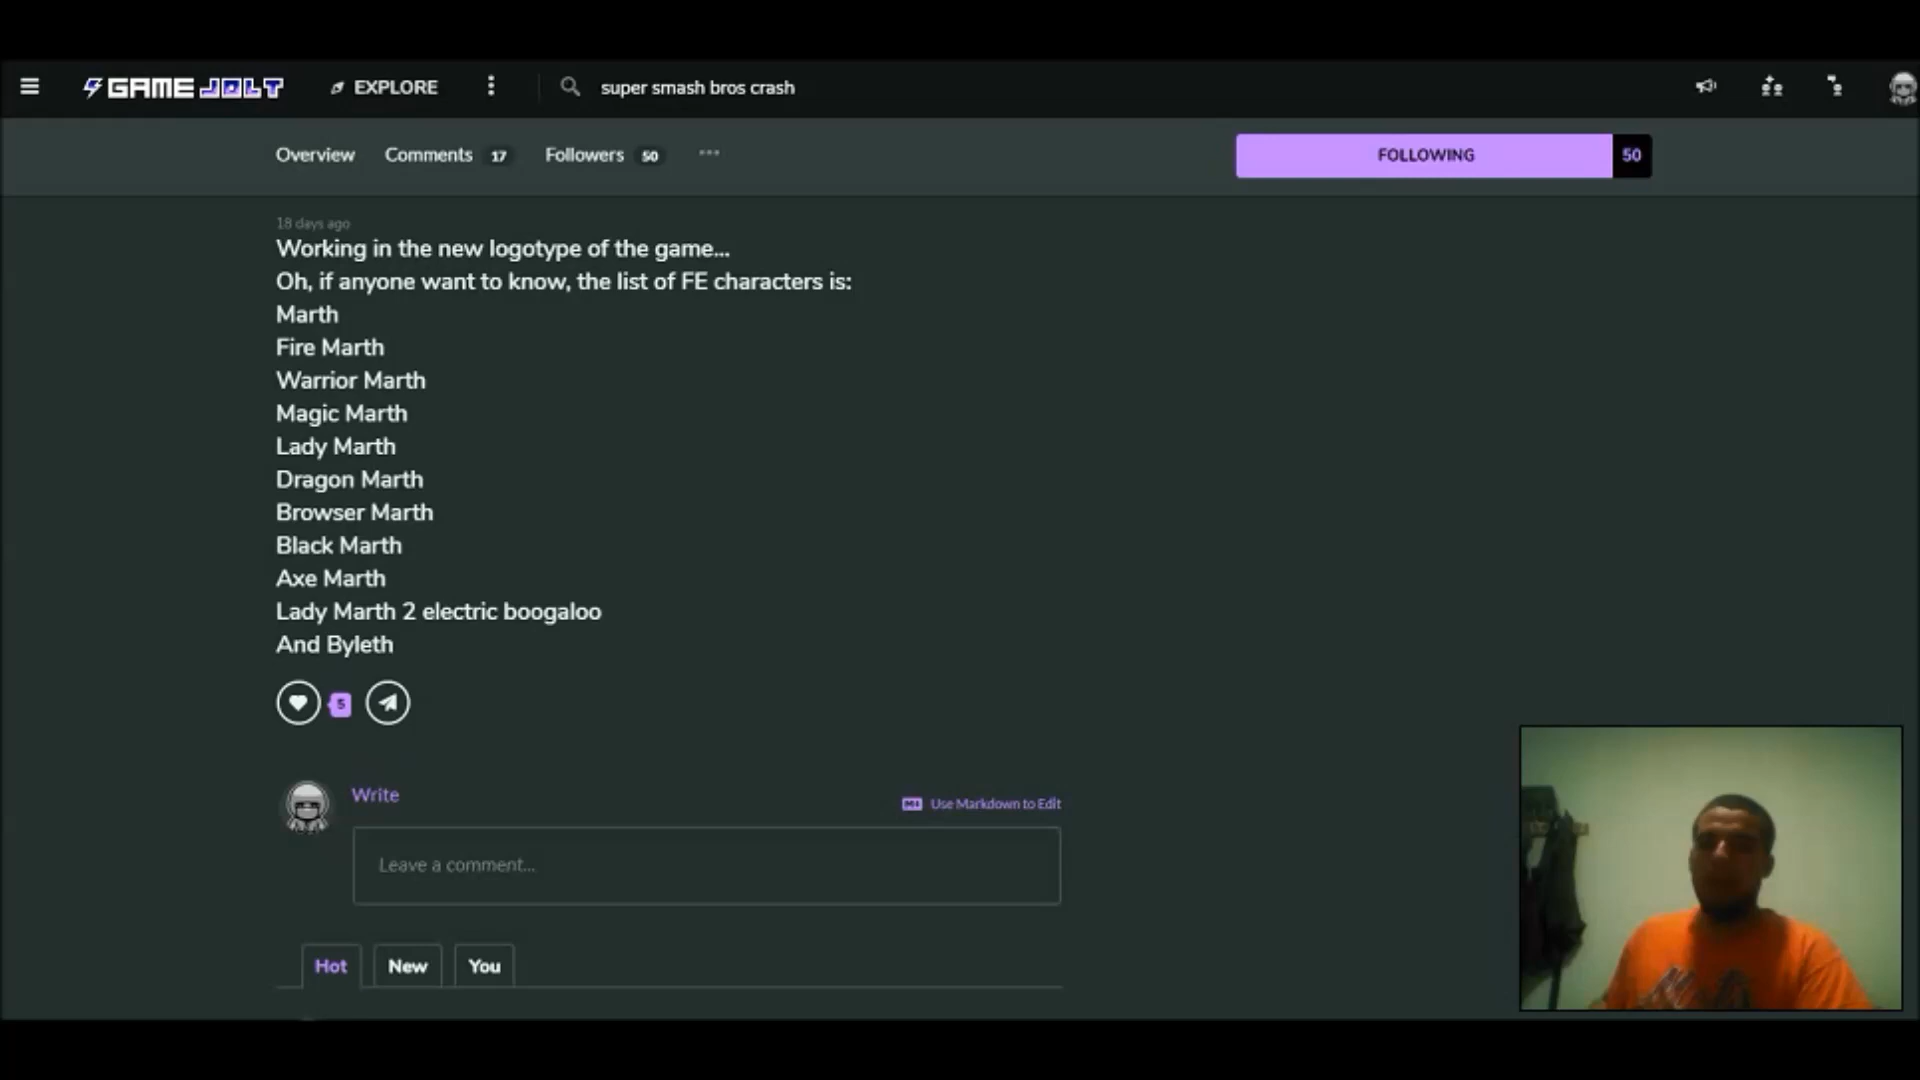 GAME JOLT EXPLORE super smash bros crash
Overview Comments 17 Followers 50 FOLLOWING 50
18 days ago
Working in the new logotype of the game...
Oh, if anyone want to know, the list of FE characters is:
Marth
Fire Marth
Warrior Marth
Magic Marth
Lady Marth
Dragon Marth
Browser Marth
Black Marth
Axe Marth
Lady Marth 2 electric boogaloo
And Byleth
5
Write Use Markdown to Edit
Leave a comment...
Hot New You